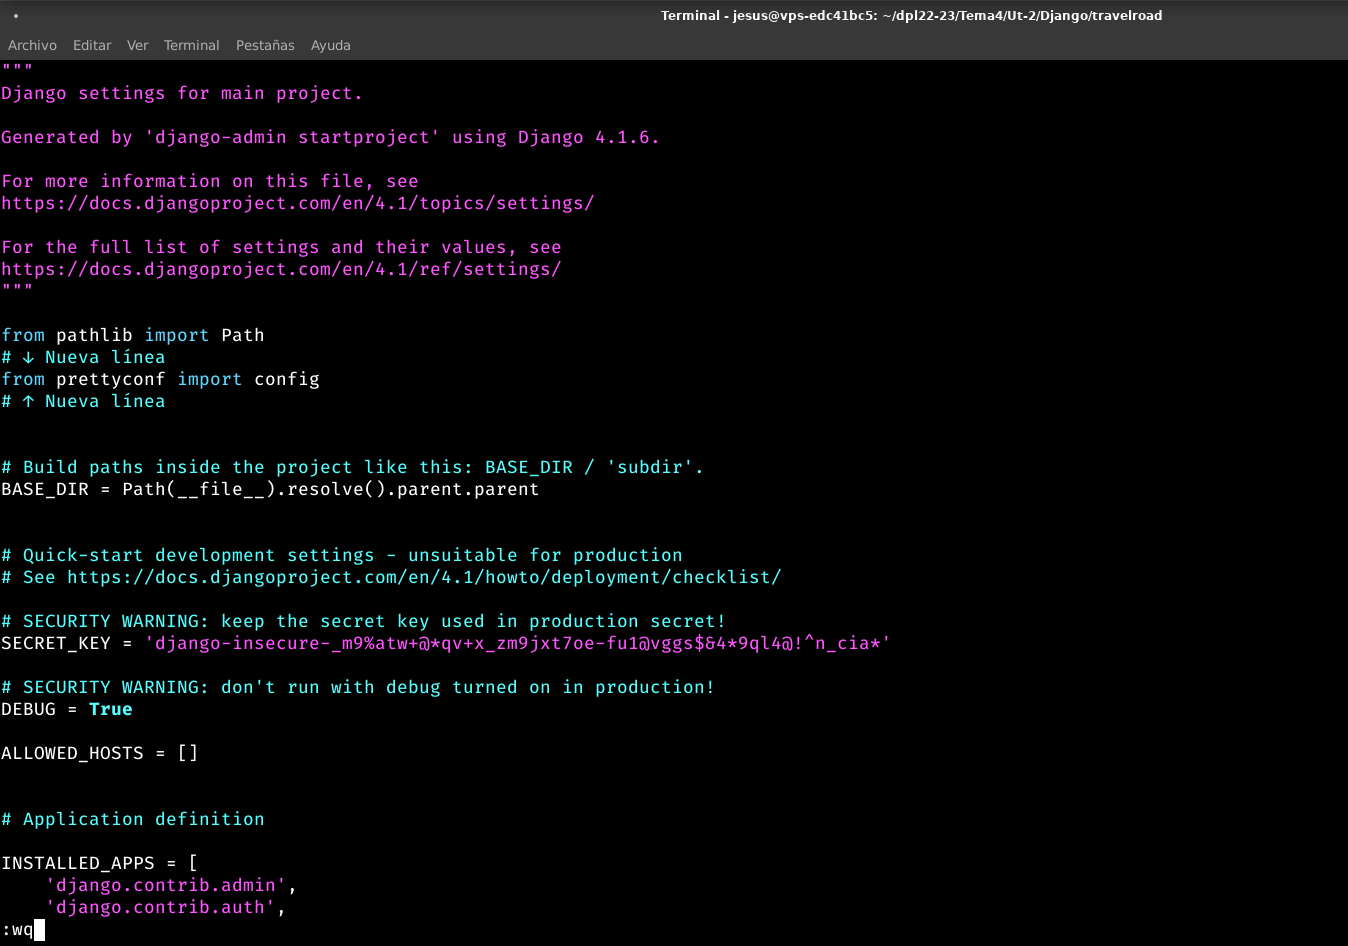 Terminal - jesus@vps-edc41bc5: ~/dpl22-23/Tema4/Ut-2/Django/travelroad
Archivo Editar Ver Terminal Pestañas Ayuda
"""
Django settings for main project.
Generated by 'django-admin startproject' using Django 4.1.6.
For more information on this file, see
https://docs.djangoproject.com/en/4.1/topics/settings/
For the full list of settings and their values, see
https://docs.djangoproject.com/en/4.1/ref/settings/
"""
from pathlib import Path
# ↓ Nueva línea
from prettyconf import config
# ↑ Nueva línea
# Build paths inside the project like this: BASE_DIR / 'subdir'.
BASE_DIR = Path(__file__).resolve().parent.parent
# Quick-start development settings - unsuitable for production
# See https://docs.djangoproject.com/en/4.1/howto/deployment/checklist/
# SECURITY WARNING: keep the secret key used in production secret!
SECRET_KEY = 'django-insecure-_m9%atw+@*qv+x_zm9jxt7oe-fu1@vggs$&4*9ql4@!^n_cia*'
# SECURITY WARNING: don't run with debug turned on in production!
DEBUG = True
ALLOWED_HOSTS = []
# Application definition
INSTALLED_APPS = [
    'django.contrib.admin',
    'django.contrib.auth',
:wq